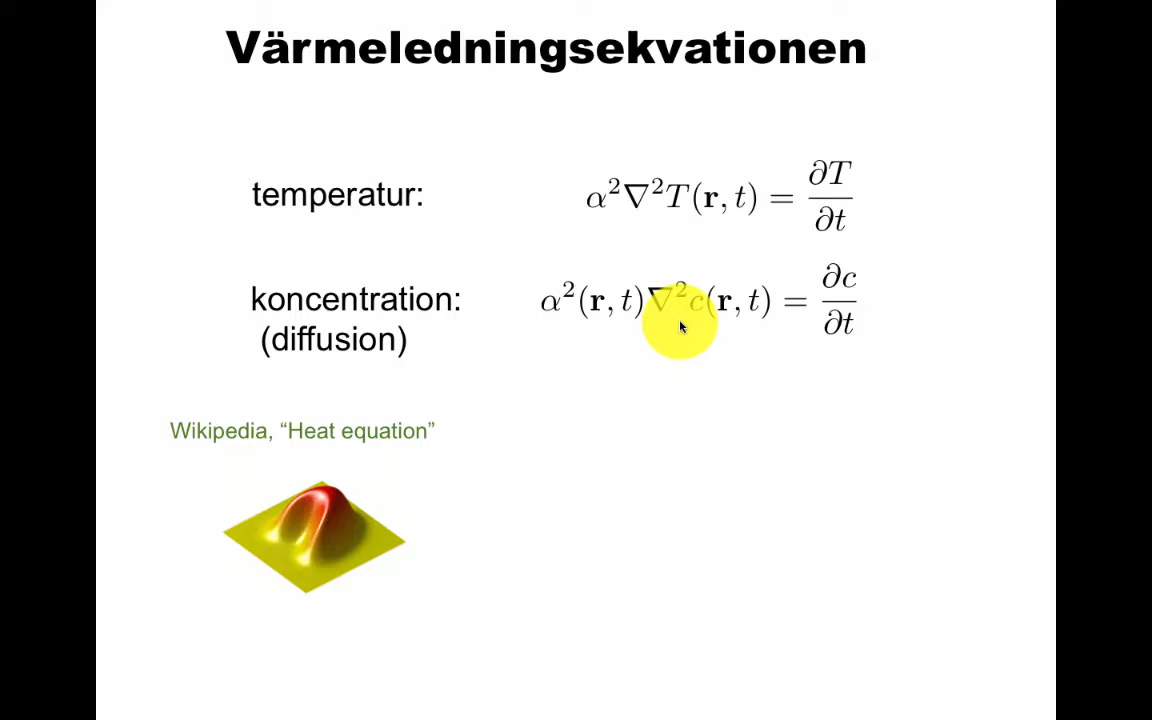 Värmeledningsekvationen
temperatur: α²∇²T(r, t) = ∂T/∂t
koncentration: α²(r, t)∇²c(r, t) = ∂c/∂t
(diffusion)
Wikipedia, “Heat equation”